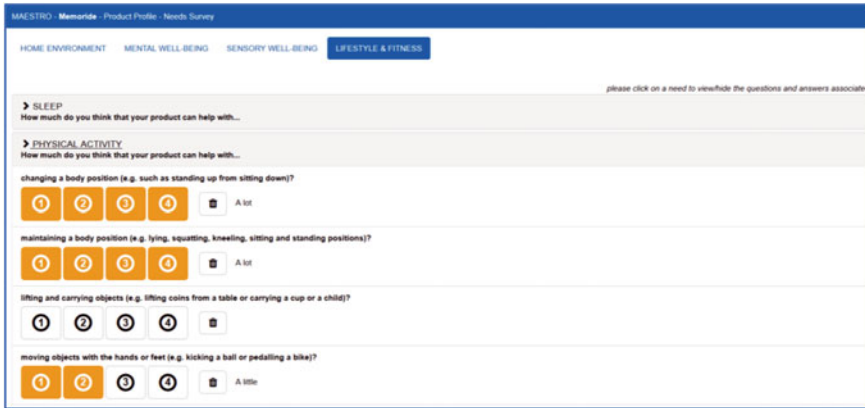 MAESTRO - Memoride - Product Profile - Needs Survey
HOME ENVIRONMENT MENTAL WELL-BEING SENSORY WELL-BEING LIFESTYLE & FITNESS
please click on a need to view/hide the questions and answers associate
SLEEP
How much do you think that your product can help with...
PHYSICAL ACTIVITY
How much do you think that your product can help with...
changing a body position (e.g. such as standing up from sitting down)?
1 2 3 4 A lot
maintaining a body position (e.g. lying, squatting, kneeling, sitting and standing positions)?
1 2 3 4 A lot
lifting and carrying objects (e.g. lifting coins from a table or carrying a cup or a child)?
1 2 3 4
moving objects with the hands or feet (e.g. kicking a ball or pedalling a bike)?
1 2 3 4 A little